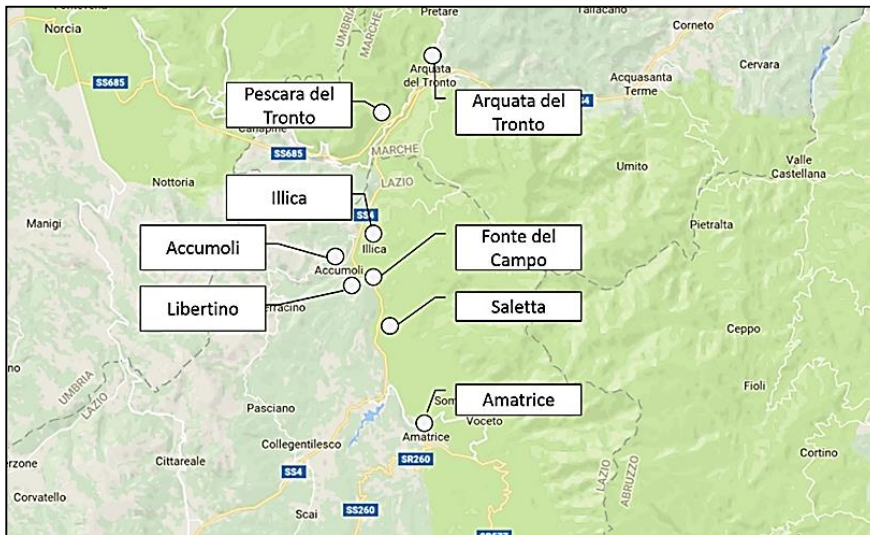 Norcia
UMBRIA
MARCHE
Pretare
Corneto
Cervara
SS685
Arquata
del Tronto
Acquasanta
Terme
Pescara del
Tronto
Arquata del
Tronto
SS685
MARCHE
LAZIO
Umito
Valle
Castellana
Nottoria
Illica
SS4
Manigi
Pietralta
Accumoli
Illica
Fonte del
Campo
Accumoli
Libertino
Saletta
Ceppo
UMBRIA
LAZIO
Fioli
Pasciano
Amatrice
Voceto
Collegentilesco
Amatrice
Cittareale
SR260
SS4
LAZIO
ABRUZZO
Cortino
Corvatello
Scai
SS260